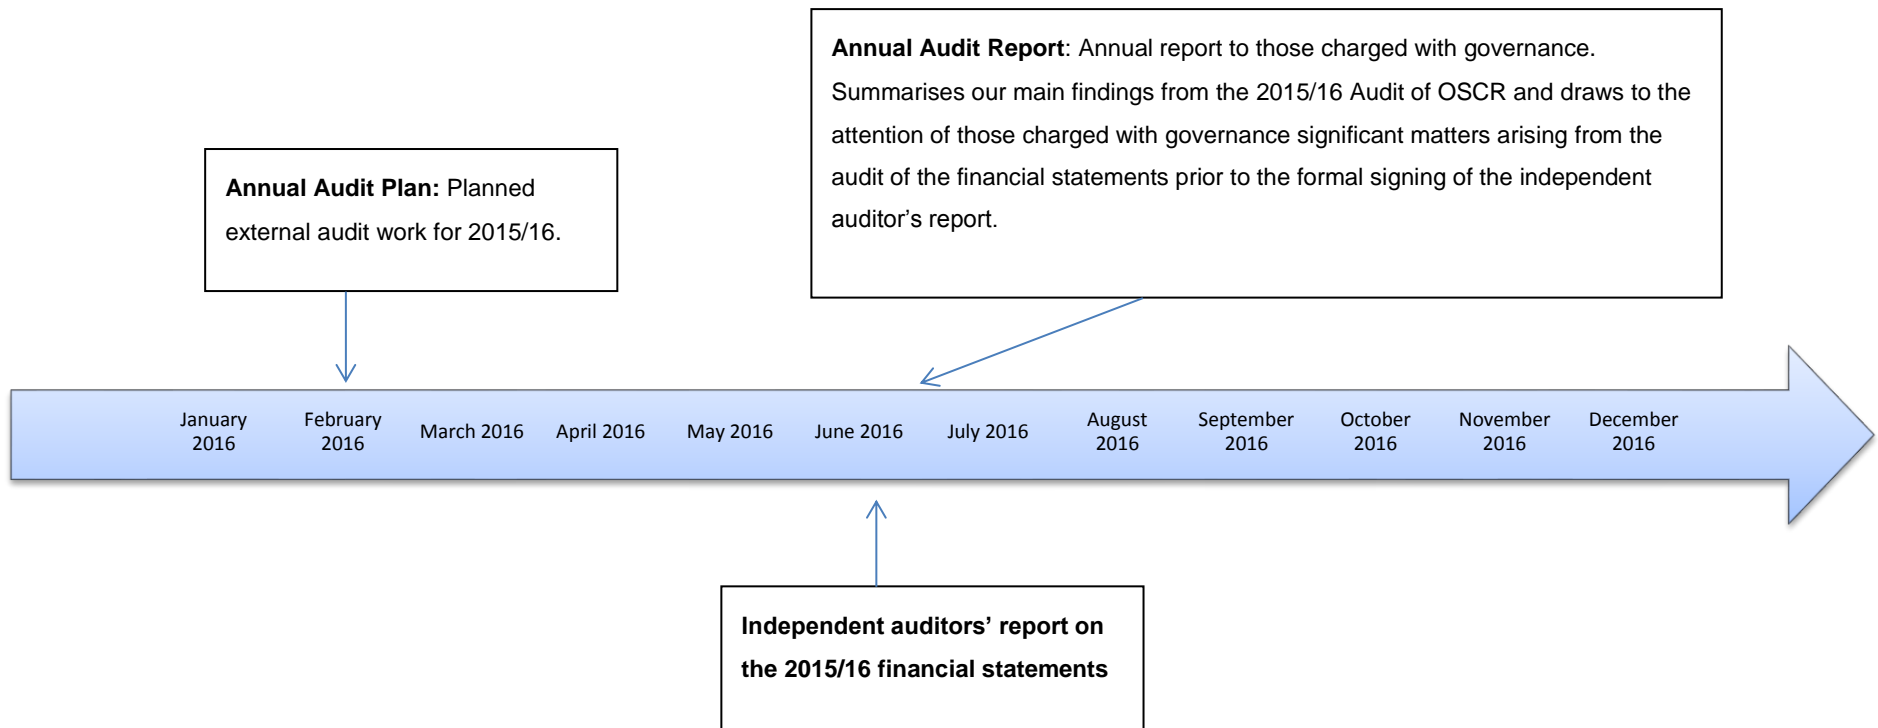 Annual Audit Report: Annual report to those charged with governance.
Summarises our main findings from the 2015/16 Audit of OSCR and draws to the
attention of those charged with governance significant matters arising from the
audit of the financial statements prior to the formal signing of the independent
auditor’s report.
Annual Audit Plan: Planned
external audit work for 2015/16.
January
2016
February
2016
March 2016
April 2016
May 2016
June 2016
July 2016
August
2016
September
2016
October
2016
November
2016
December
2016
Independent auditors’ report on
the 2015/16 financial statements